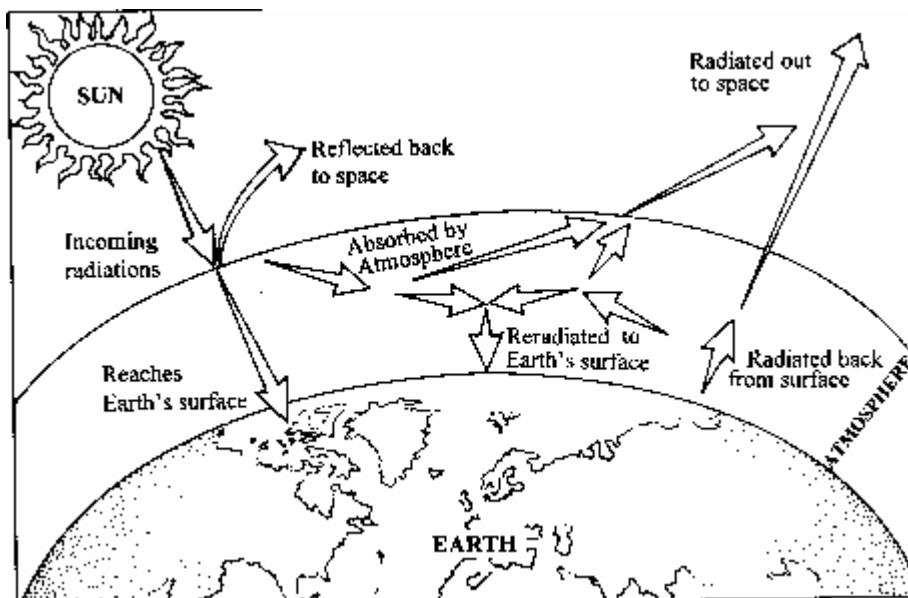 SUN
Radiated out
to space
Reflected back
to space
Incoming
radiations
Absorbed by
Atmosphere
Reradiated to
Earth's surface
Reaches
Earth's surface
Radiated back
from surface
ATMOSPHERE
EARTH